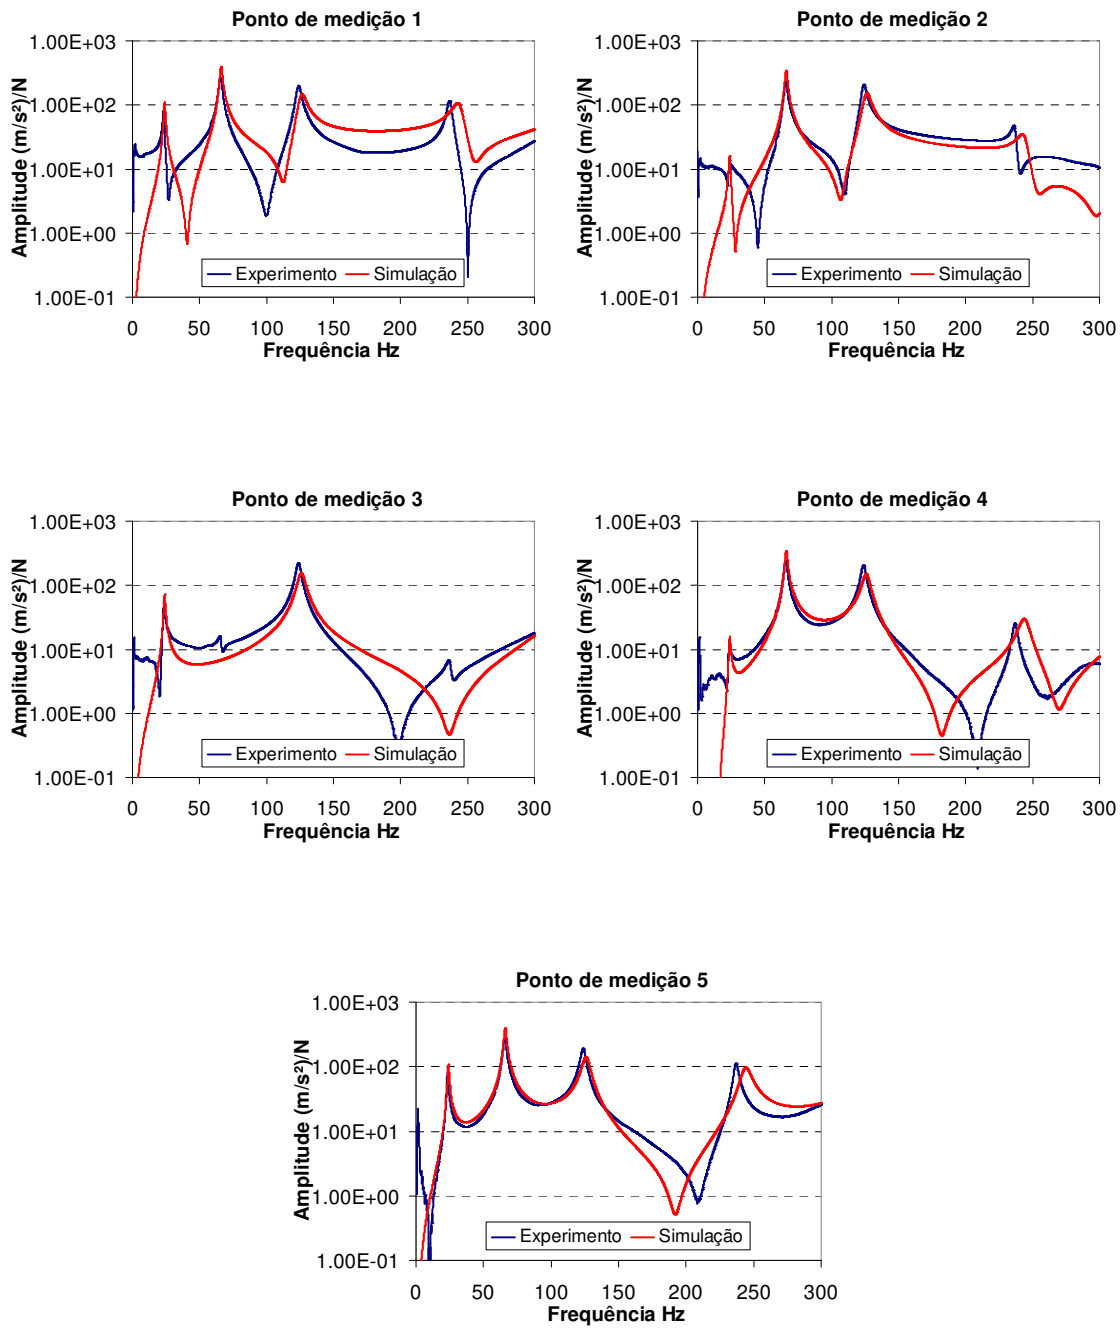 Ponto de medição 1
Amplitude (m/s²)/N
1.00E+03
1.00E+02
1.00E+01
1.00E+00
1.00E-01
Experimento Simulação
0 50 100 150 200 250 300
Frequência Hz
Ponto de medição 2
Amplitude (m/s²)/N
1.00E+03
1.00E+02
1.00E+01
1.00E+00
1.00E-01
Experimento Simulação
0 50 100 150 200 250 300
Frequência Hz
Ponto de medição 3
Amplitude (m/s²)/N
1.00E+03
1.00E+02
1.00E+01
1.00E+00
1.00E-01
Experimento Simulação
0 50 100 150 200 250 300
Frequência Hz
Ponto de medição 4
Amplitude (m/s²)/N
1.00E+03
1.00E+02
1.00E+01
1.00E+00
1.00E-01
Experimento Simulação
0 50 100 150 200 250 300
Frequência Hz
Ponto de medição 5
Amplitude (m/s²)/N
1.00E+03
1.00E+02
1.00E+01
1.00E+00
1.00E-01
Experimento Simulação
0 50 100 150 200 250 300
Frequência Hz